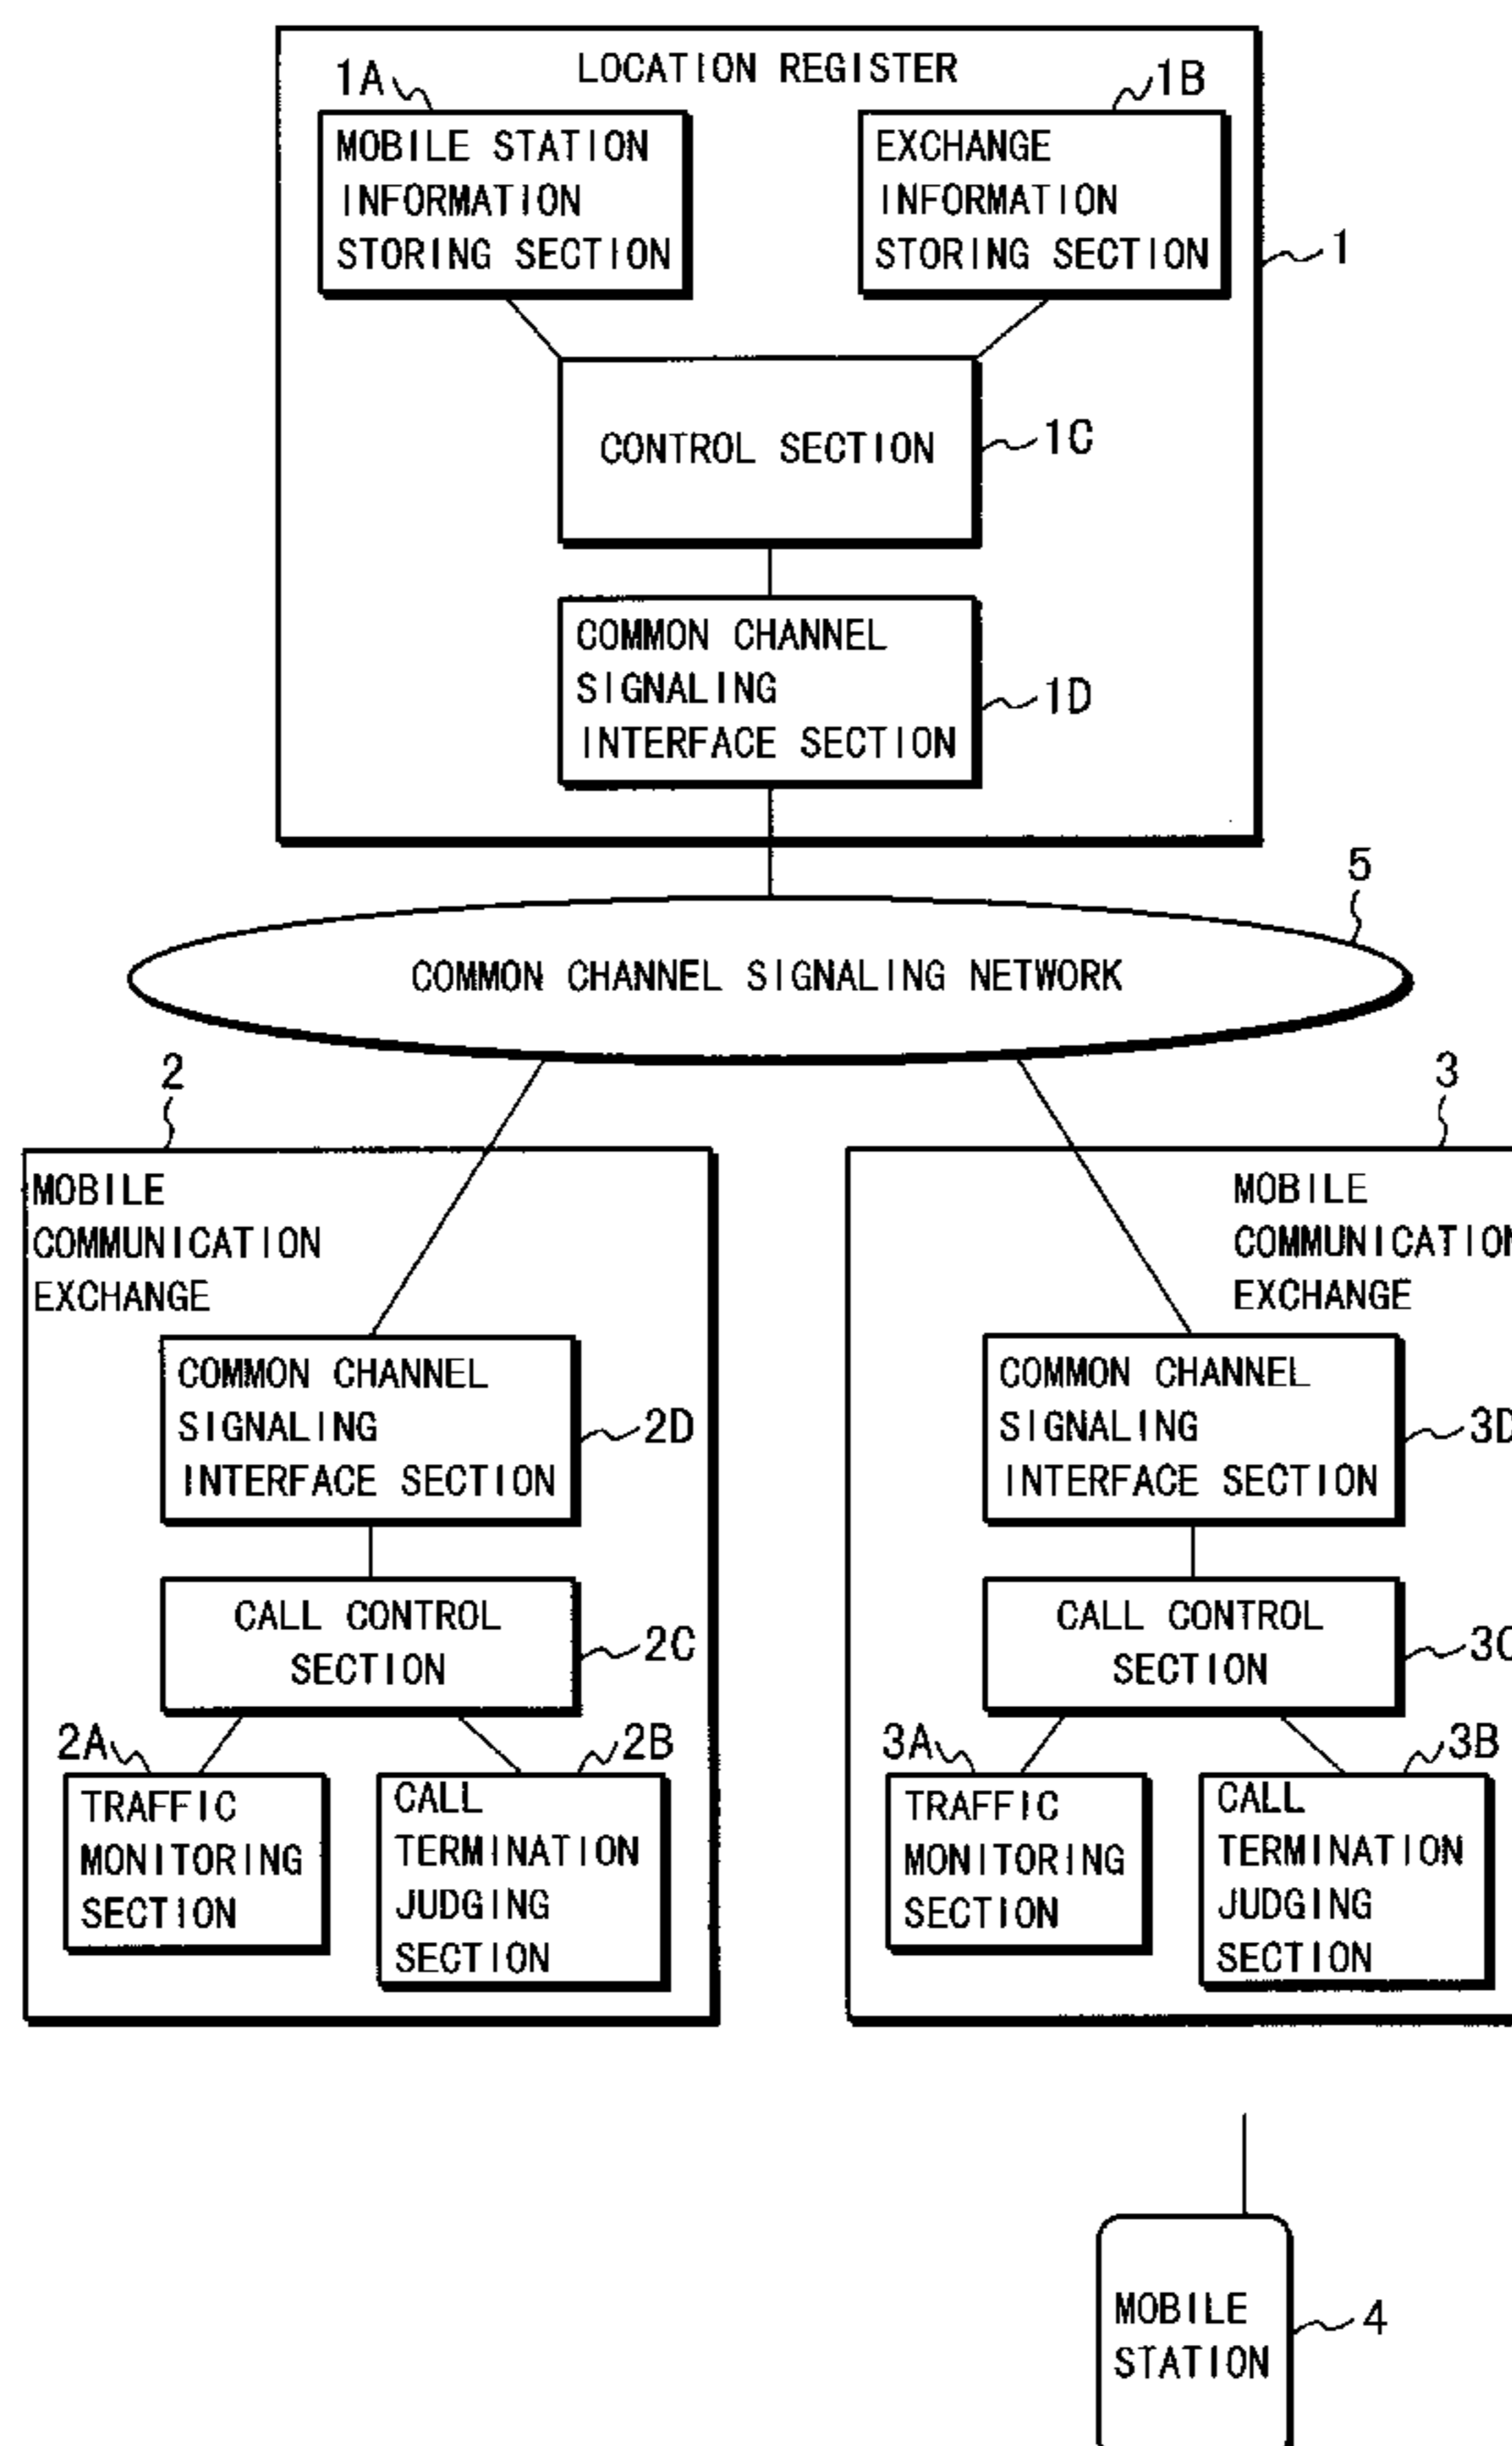 LOCATION REGISTER
1A
1B
MOBILE STATION
INFORMATION
STORING SECTION
EXCHANGE
INFORMATION
STORING SECTION
1
CONTROL SECTION
1C
COMMON CHANNEL
SIGNALING
INTERFACE SECTION
1D
5
COMMON CHANNEL SIGNALING NETWORK
2
3
MOBILE
COMMUNICATION
EXCHANGE
MOBILE
COMMUNICATION
EXCHANGE
COMMON CHANNEL
SIGNALING
INTERFACE SECTION
2D
COMMON CHANNEL
SIGNALING
INTERFACE SECTION
3D
CALL CONTROL
SECTION
2C
CALL CONTROL
SECTION
3C
2A
2B
3A
3B
TRAFFIC
MONITORING
SECTION
CALL
TERMINATION
JUDGING
SECTION
TRAFFIC
MONITORING
SECTION
CALL
TERMINATION
JUDGING
SECTION
MOBILE
STATION
4